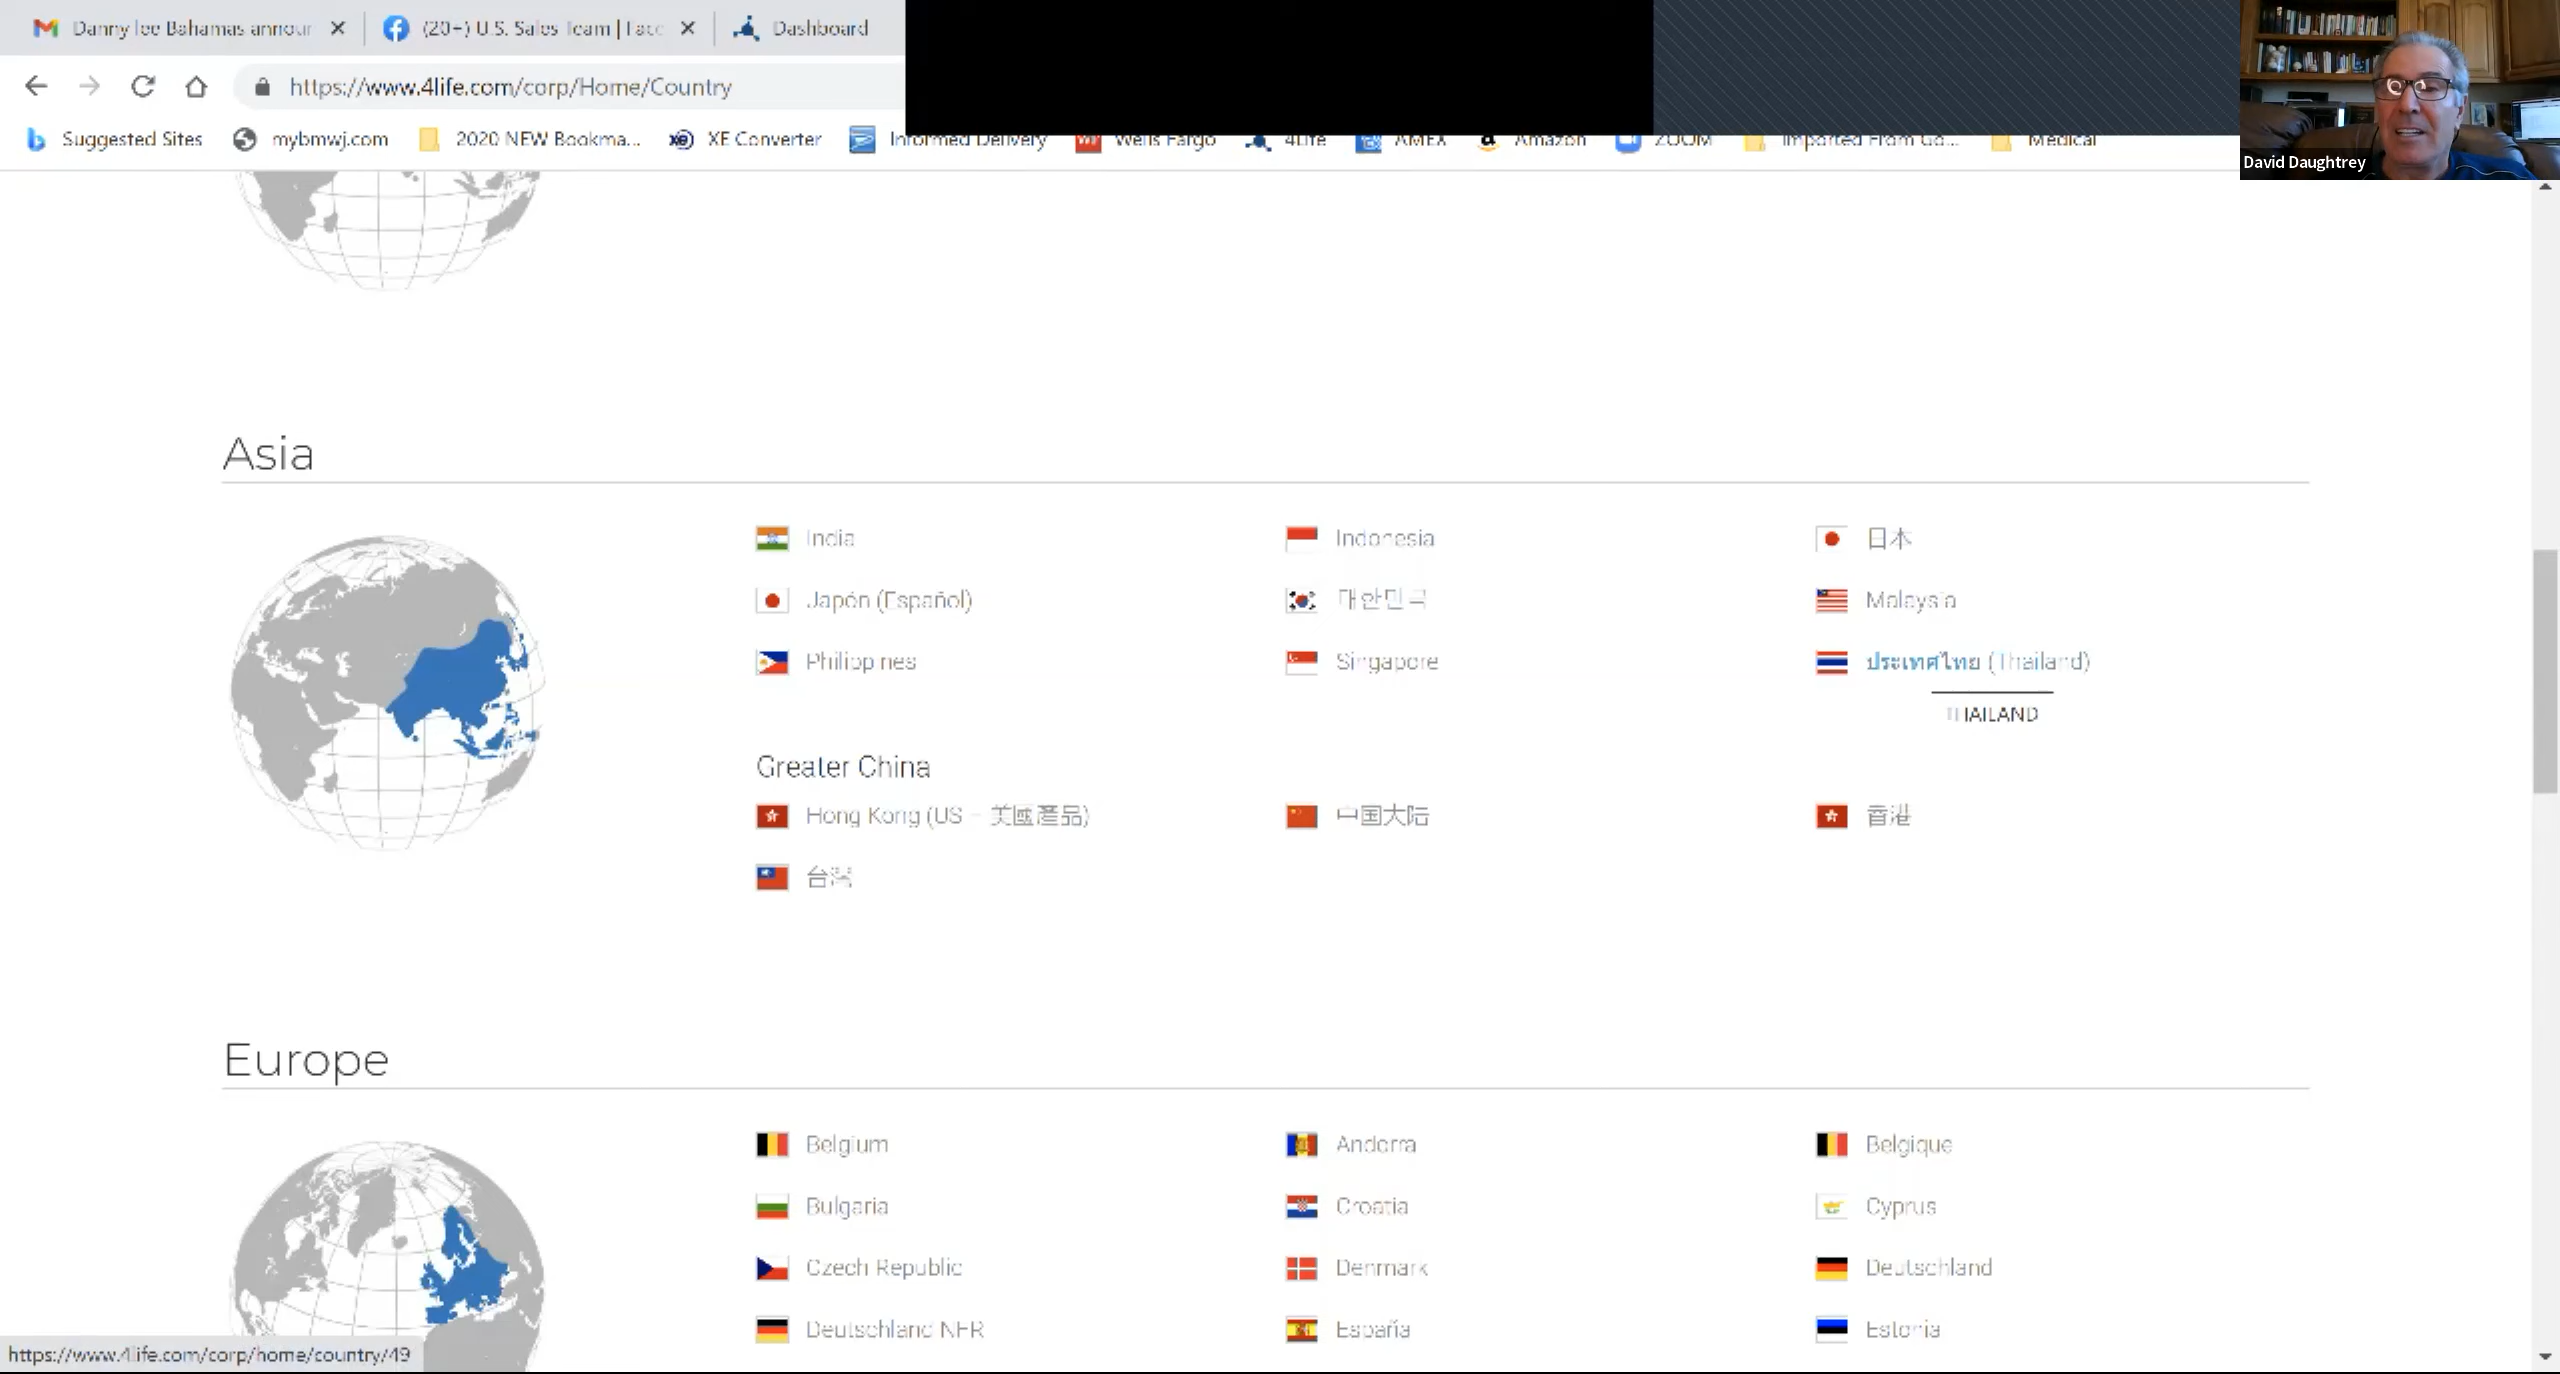 Danny lee Bahamas annour (20+) U.S. Sales Team | Face Dashboard
https://www.4life.com/corp/Home/Country
Suggested Sites mybmwj.com 2020 NEW Bookma... XE Converter Informed Delivery Wells Fargo 4Life AMEX Amazon ZOOM Imported From Go... Medical
David Daughtrey
Asia
India Indonesia 日本
Japón (Español) 대한민국 Malaysia
Philippines Singapore ประเทศไทย (Thailand)
THAILAND
Greater China
Hong Kong (US – 美國產品) 中国大陆 香港
台灣
Europe
Belgium Andorra Belgique
Bulgaria Croatia Cyprus
Czech Republic Denmark Deutschland
Deutschland NFR España Estonia
https://www.4life.com/corp/home/country/49